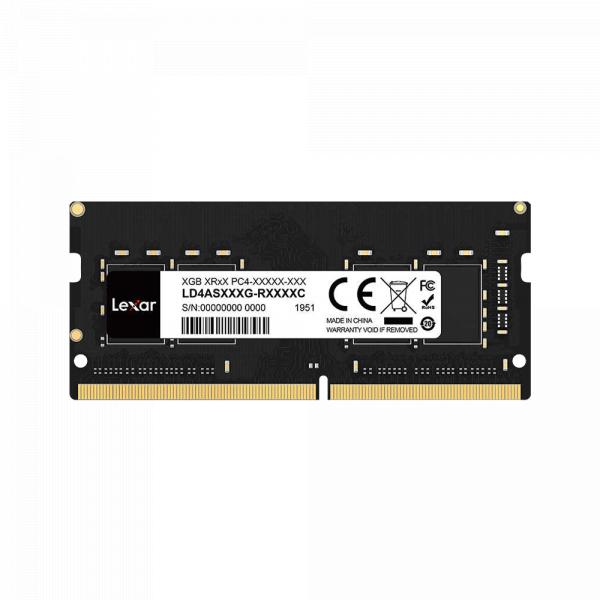 Lexar
XGB XRxX PC4-XXXXX-XXX
LD4ASXXXG-RXXXXC
S/N:00000000 0000 1951
CE
RoHS
20
MADE IN CHINA
WARRANTY VOID IF REMOVED